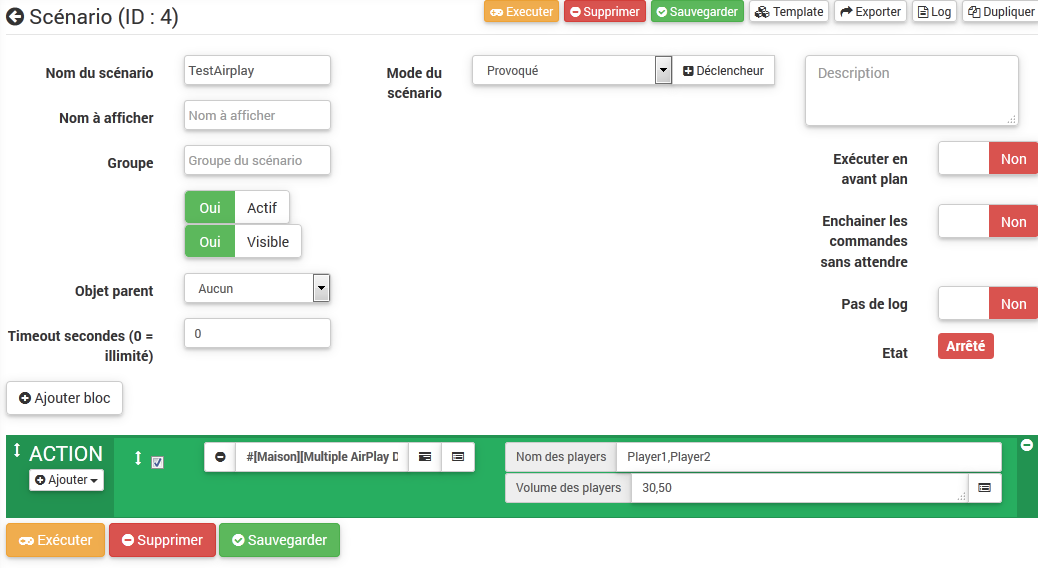 Scénario (ID : 4)
Executer
Supprimer
Sauvegarder
Template
Exporter
Log
Dupliquer
Nom du scénario
TestAirplay
Mode du
scénario
Provoqué
Déclencheur
Description
Nom à afficher
Nom à afficher
Groupe
Groupe du scénario
Exécuter en
avant plan
Non
Oui
Actif
Oui
Visible
Enchainer les
commandes
sans attendre
Non
Objet parent
Aucun
Pas de log
Non
Timeout secondes (0 =
illimité)
0
Etat
Arrêté
Ajouter bloc
ACTION
Ajouter
#[Maison][Multiple AirPlay D
Nom des players
Player1,Player2
Volume des players
30,50
Exécuter
Supprimer
Sauvegarder